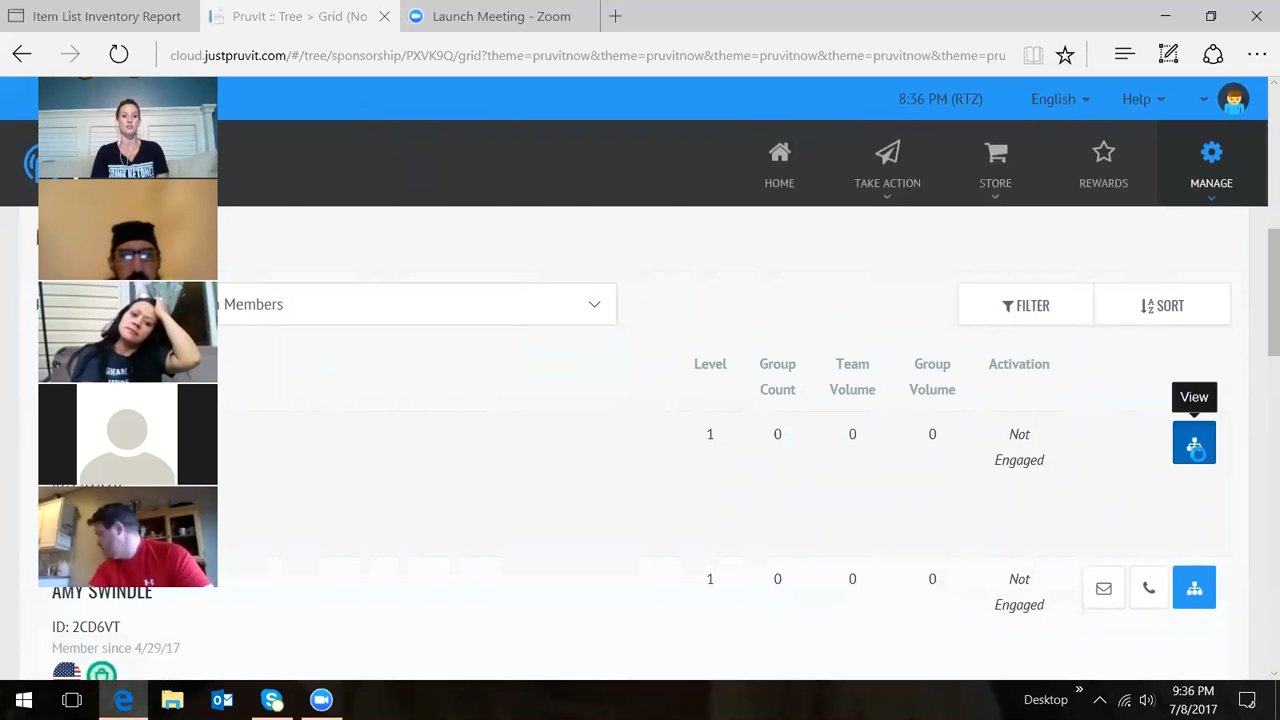 Item List Inventory Report
PruvIt :: Tree > Grid (No
Launch Meeting - Zoom
cloud.justpruvit.com/#/tree/sponsorship/PXVK9Q/grid?theme=pruvitnow&theme=pruvitnow&theme=pruvitnow&theme=pruvitnow&theme=pru
8:36 PM (RTZ)
English
Help
HOME
TAKE ACTION
STORE
REWARDS
MANAGE
Members
FILTER
SORT
Level
Group Count
Team Volume
Group Volume
Activation
View
1
0
0
0
Not Engaged
1
0
0
0
Not Engaged
AMY SWINDLE
ID: 2CD6VT
Member since 4/29/17
Desktop
9:36 PM
7/8/2017